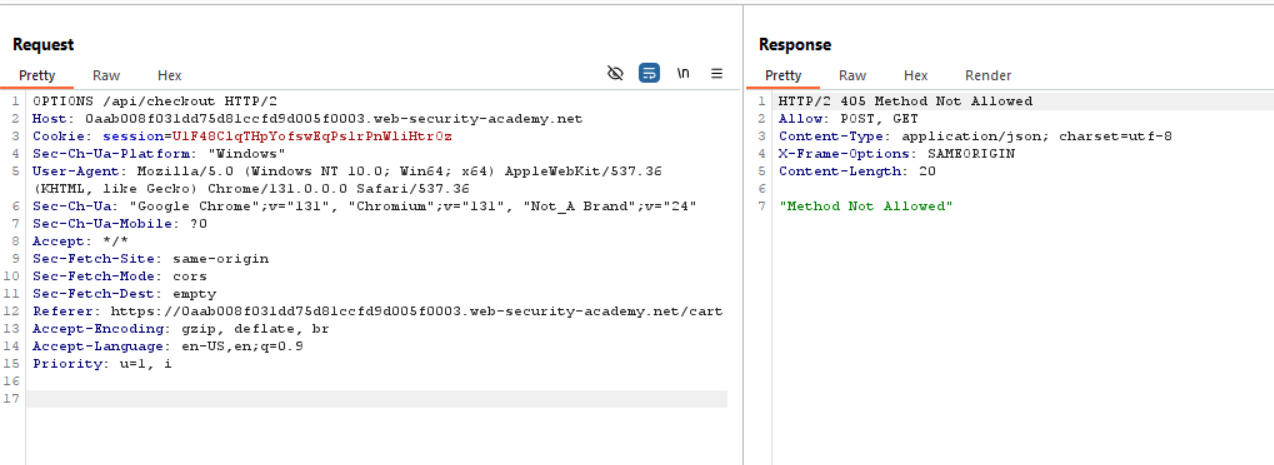 Request
Pretty Raw Hex \n
1 OPTIONS /api/checkout HTTP/2
2 Host: 0aab008f031dd75d81ccfd9d005f0003.web-security-academy.net
3 Cookie: session=U1F48ClqTHpYofswEqPslrPnWliHtrOz
4 Sec-Ch-Ua-Platform: "Windows"
5 User-Agent: Mozilla/5.0 (Windows NT 10.0; Win64; x64) AppleWebKit/537.36
(KHTML, like Gecko) Chrome/131.0.0.0 Safari/537.36
6 Sec-Ch-Ua: "Google Chrome";v="131", "Chromium";v="131", "Not_A Brand";v="24"
7 Sec-Ch-Ua-Mobile: ?0
8 Accept: */*
9 Sec-Fetch-Site: same-origin
10 Sec-Fetch-Mode: cors
11 Sec-Fetch-Dest: empty
12 Referer: https://0aab008f031dd75d81ccfd9d005f0003.web-security-academy.net/cart
13 Accept-Encoding: gzip, deflate, br
14 Accept-Language: en-US,en;q=0.9
15 Priority: u=1, i
16
17
Response
Pretty Raw Hex Render
1 HTTP/2 405 Method Not Allowed
2 Allow: POST, GET
3 Content-Type: application/json; charset=utf-8
4 X-Frame-Options: SAMEORIGIN
5 Content-Length: 20
6
7 "Method Not Allowed"